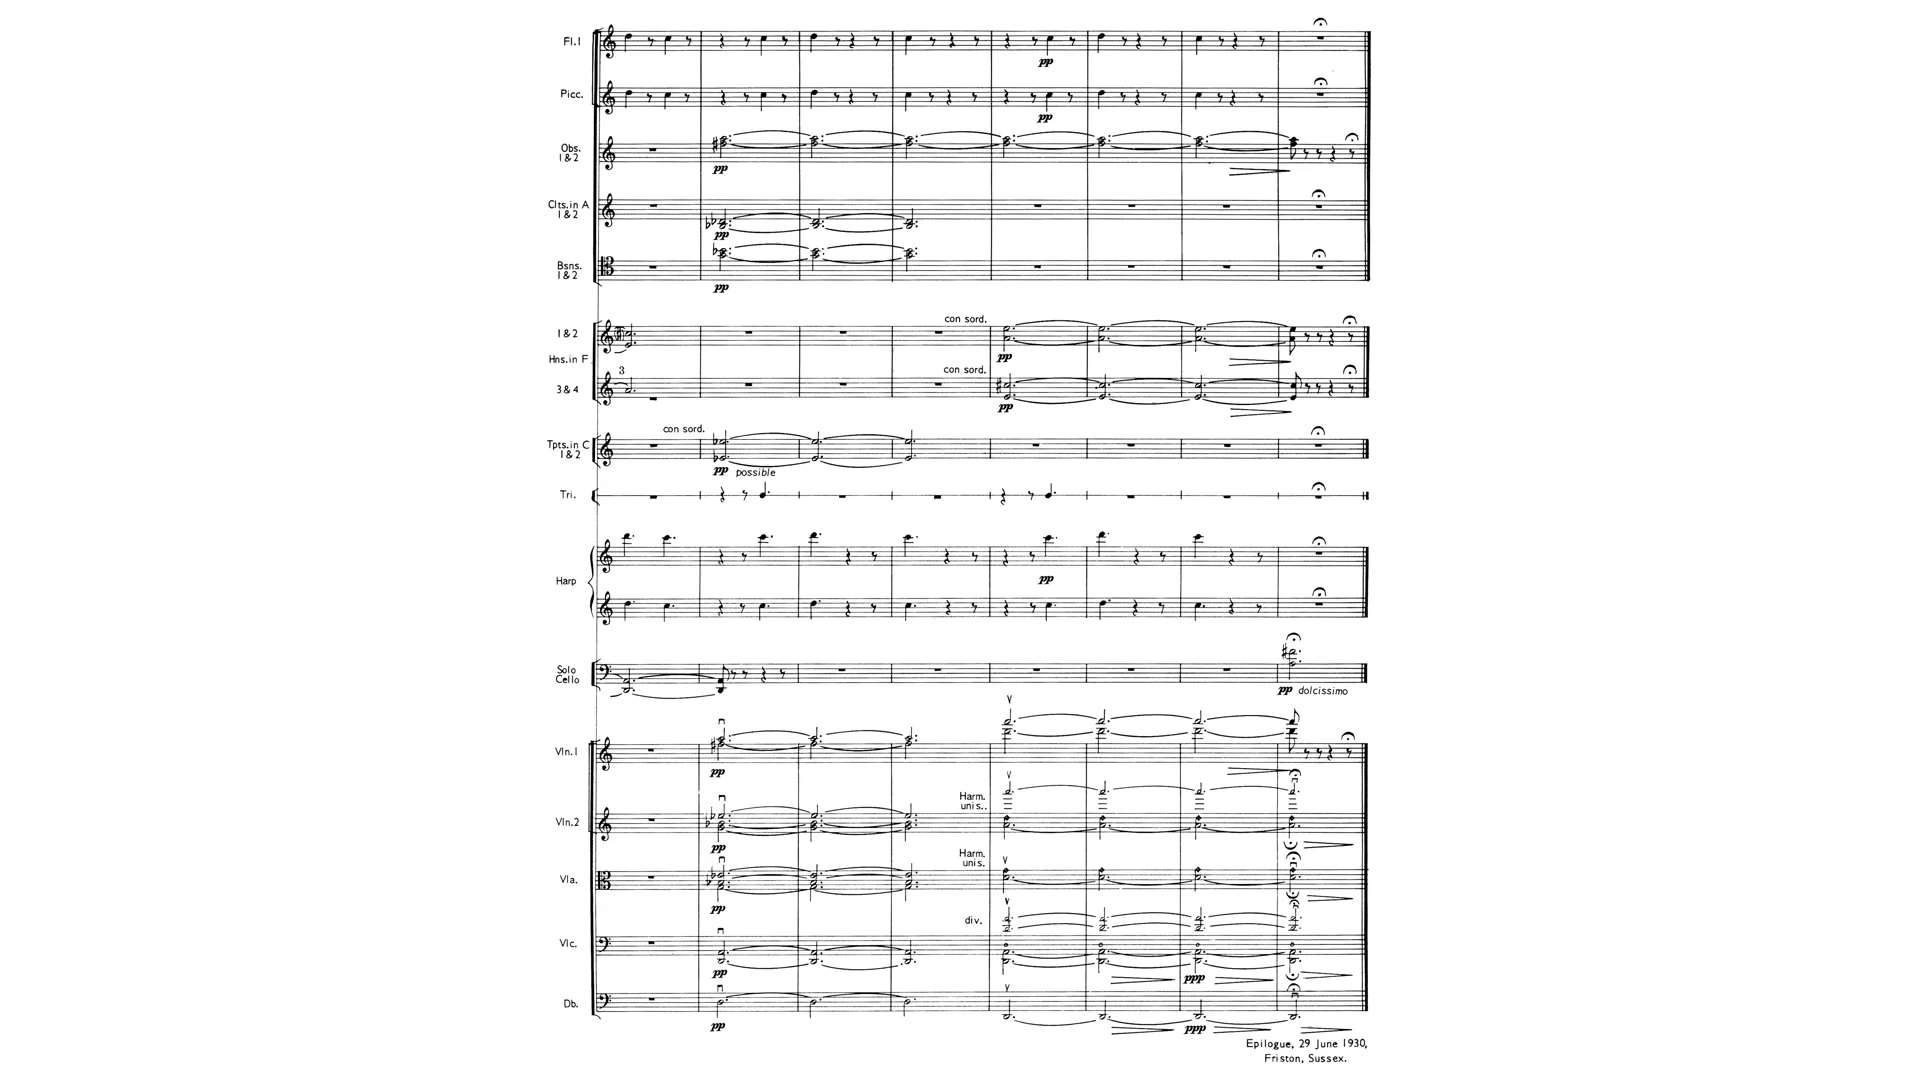 Fl.1
pp
Picc.
pp
Obs.
1&2
pp
Clts.in A
1&2
pp
Bsns.
1&2
pp
con sord.
1&2
pp
Hns.in F
3
con sord.
3&4
pp
con sord.
Tpts.in C
1&2
pp possible
Tri.
pp
Harp
Solo
Cello
pp dolcissimo
Vln.1
pp
Harm.
unis..
Vln.2
pp
Harm.
unis.
Vla.
pp
div.
Vlc.
pp
ppp
Db.
pp
ppp
Epilogue, 29 June 1930,
Friston, Sussex.